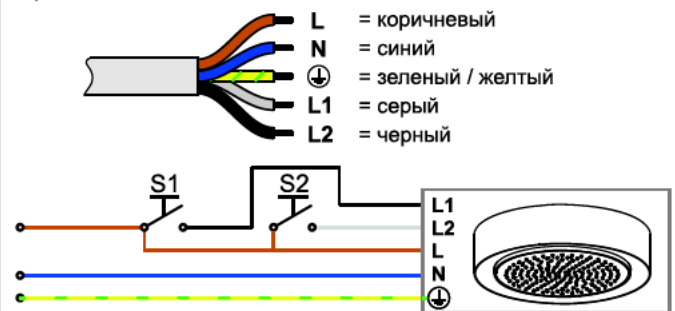 L = коричневый
N = синий
⏚ = зеленый / желтый
L1 = серый
L2 = черный
S1 S2
L1
L2
L
N
⏚